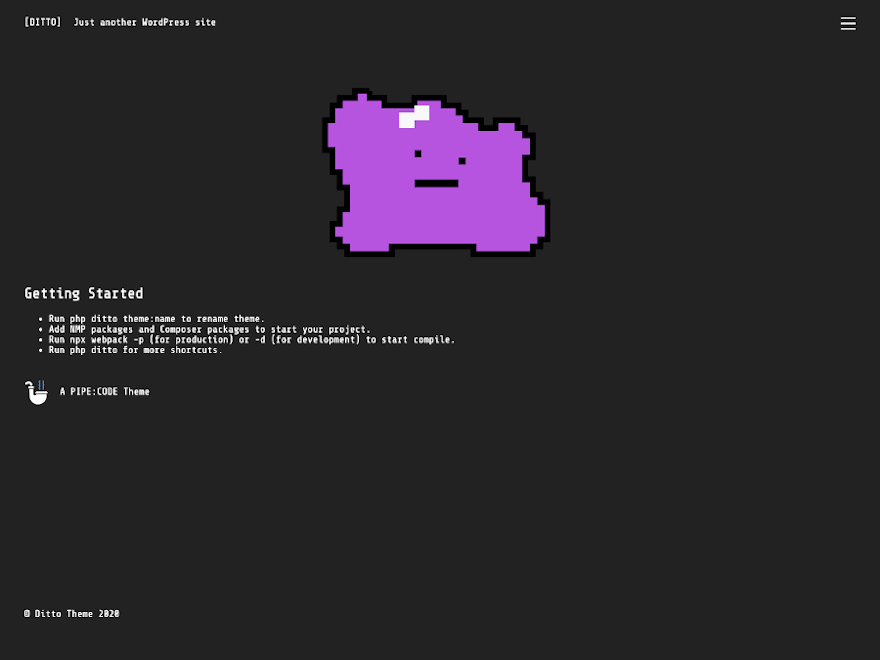 [DITTO] Just another WordPress site
Getting Started
• Run php ditto theme:name to rename theme.
• Add NMP packages and Composer packages to start your project.
• Run npx webpack -p (for production) or -d (for development) to start compile.
• Run php ditto for more shortcuts.
A PIPE:CODE Theme
© Ditto Theme 2020